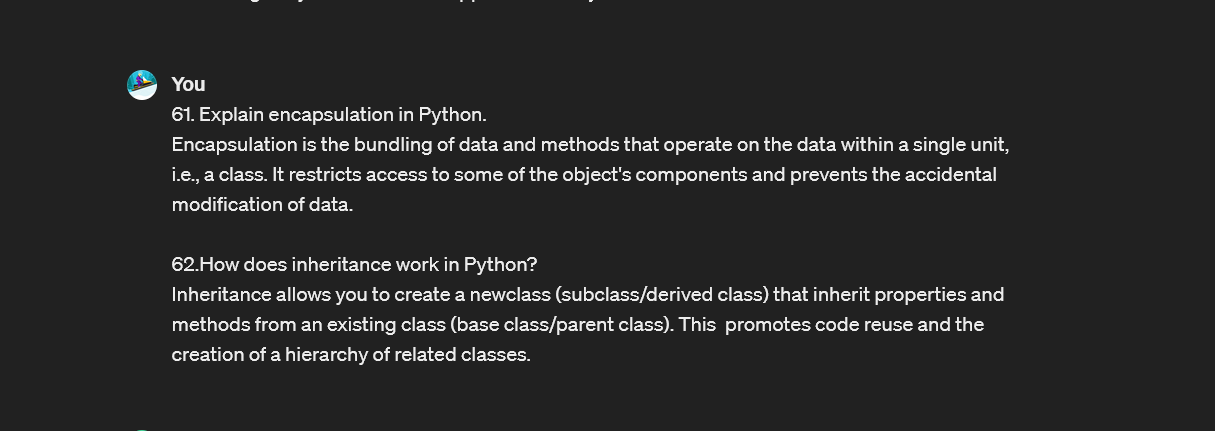 You
61. Explain encapsulation in Python.
Encapsulation is the bundling of data and methods that operate on the data within a single unit,
i.e., a class. It restricts access to some of the object's components and prevents the accidental
modification of data.
62.How does inheritance work in Python?
Inheritance allows you to create a newclass (subclass/derived class) that inherit properties and
methods from an existing class (base class/parent class). This  promotes code reuse and the
creation of a hierarchy of related classes.